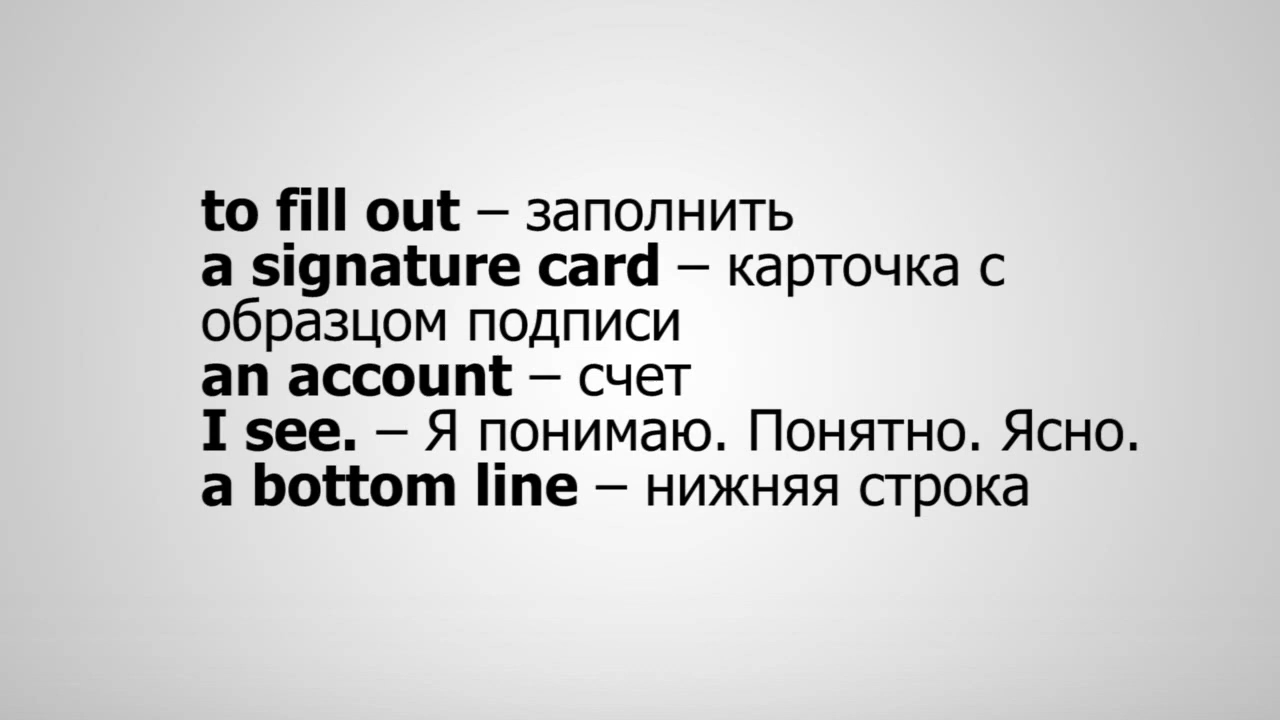 to fill out – заполнить
a signature card – карточка с
образцом подписи
an account – счет
I see. – Я понимаю. Понятно. Ясно.
a bottom line – нижняя строка